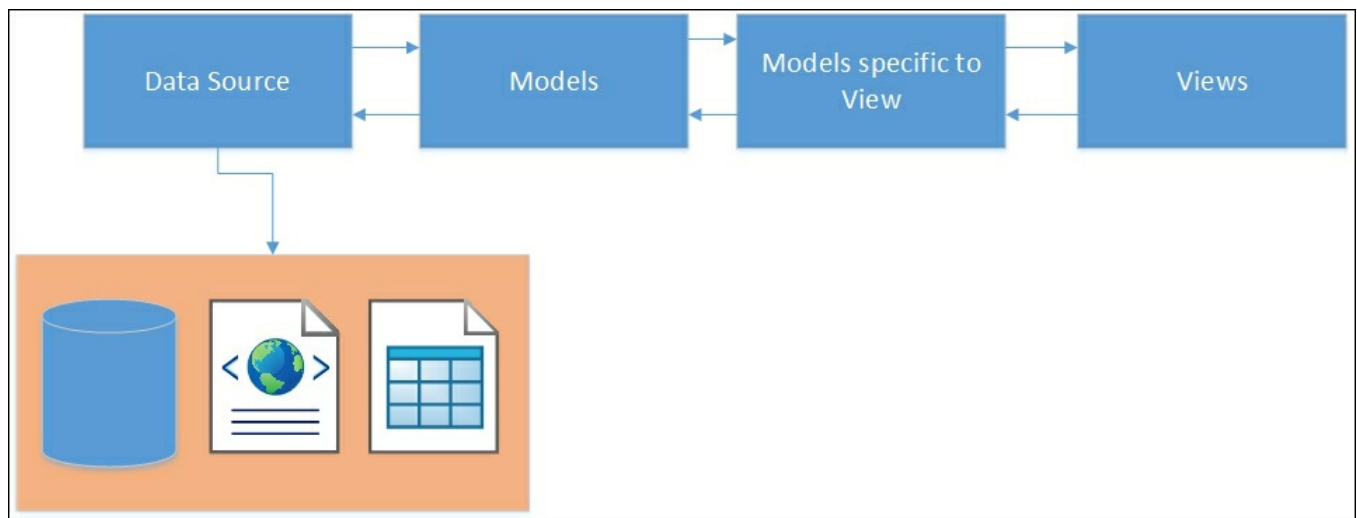 Data Source
Models
Models specific to
View
Views